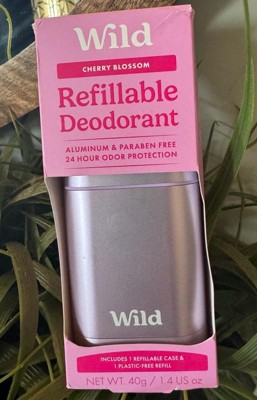 Wild
CHERRY BLOSSOM
Refillable
Deodorant
ALUMINUM & PARABEN FREE
24 HOUR ODOR PROTECTION
Wild
INCLUDES 1 REFILLABLE CASE &
1 PLASTIC-FREE REFILL
NET WT. 40g / 1.4 US oz